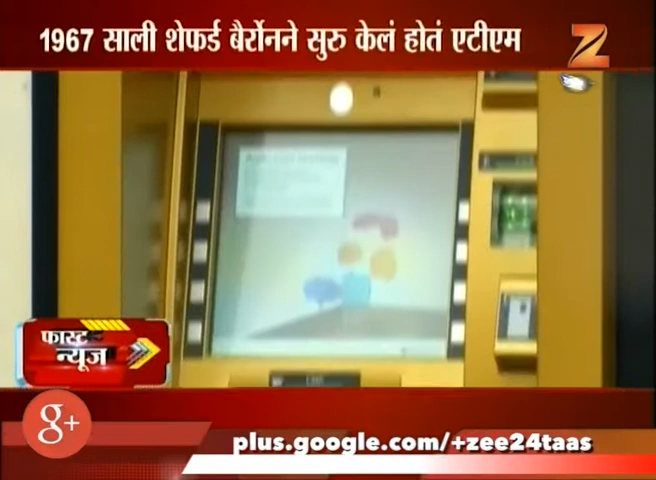 1967 साली शेफर्ड बैरोनने सुरु केलं होतं एटीएम
फास्ट
न्यूज
g+
plus.google.com/+zee24taas